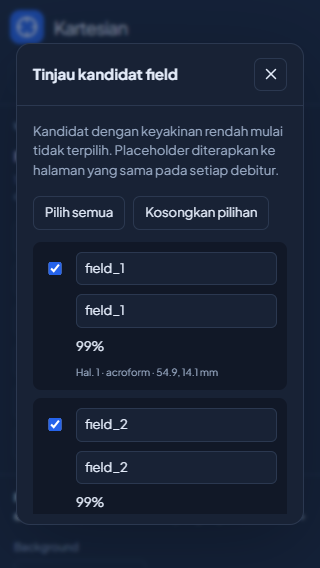 Kartesian
Tinjau kandidat field
Kandidat dengan keyakinan rendah mulai
tidak terpilih. Placeholder diterapkan ke
halaman yang sama pada setiap debitur.
Pilih semua
Kosongkan pilihan
field_1
field_1
99%
Hal. 1 · acroform · 54.9, 14.1 mm
field_2
field_2
99%
Background